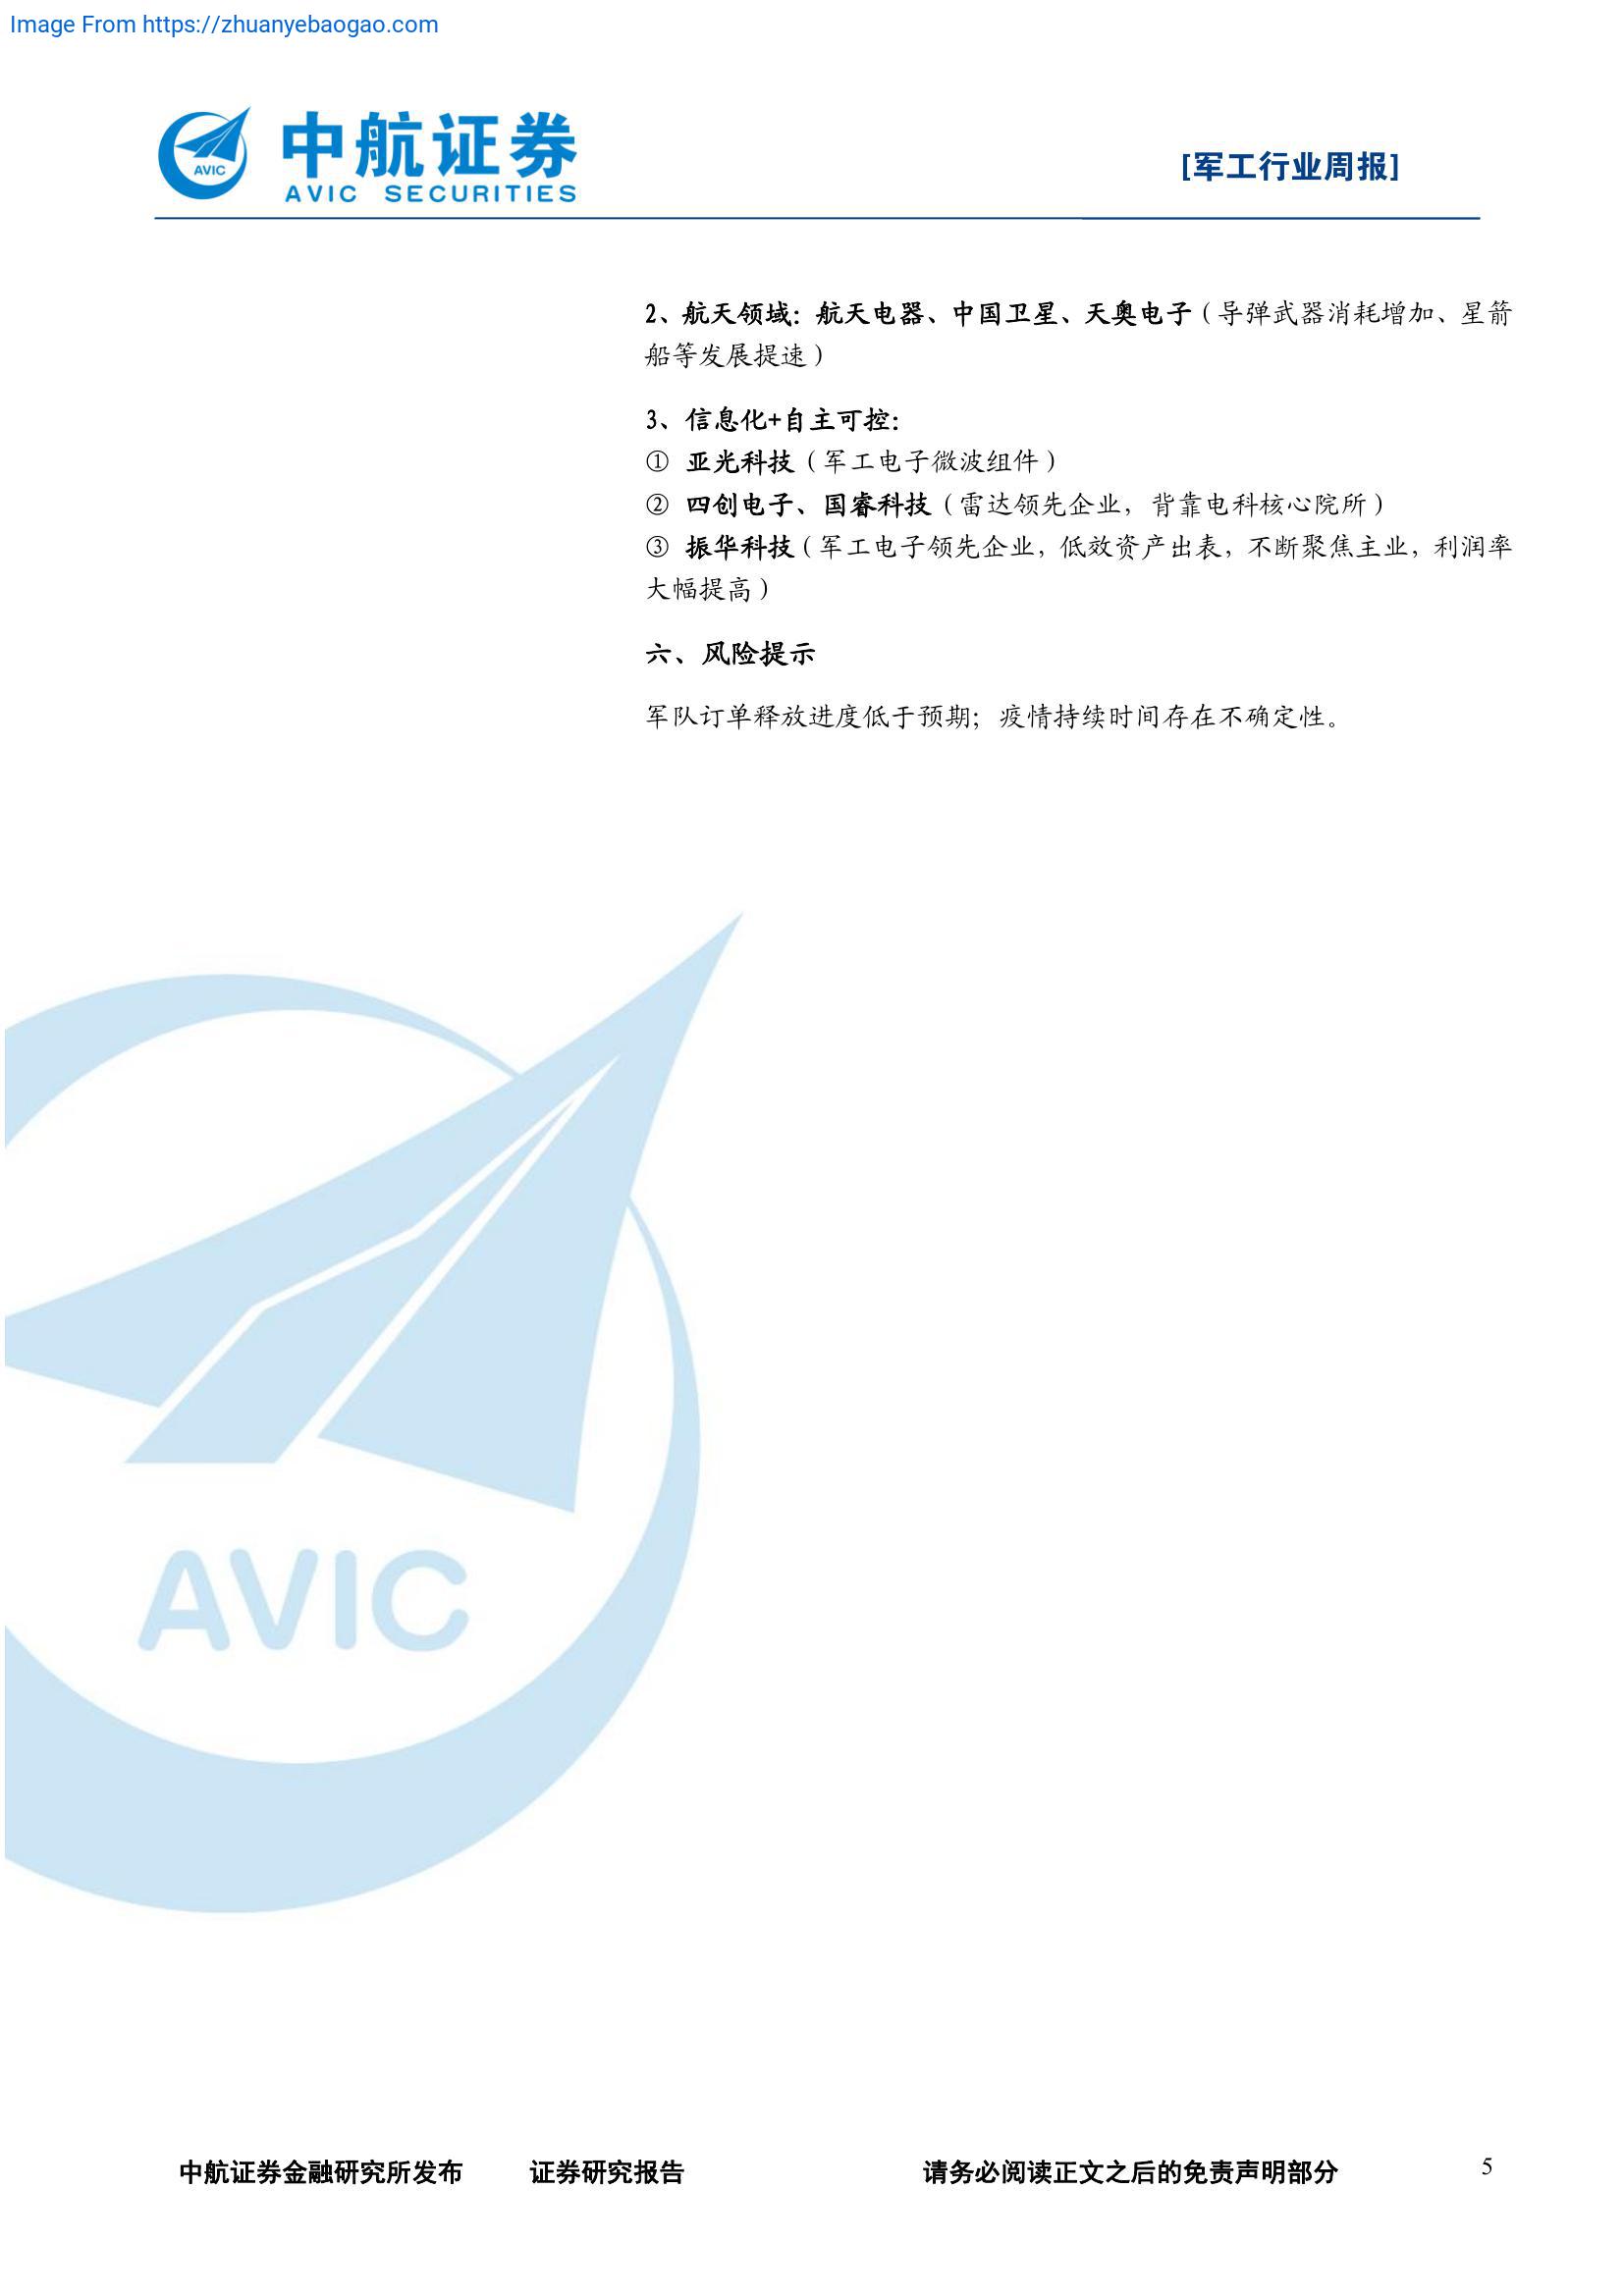 Image From https://zhuanyebaogao.com
中航证券
AVIC SECURITIES
AVIC
[军工行业周报]
2、航天领域：航天电器、中国卫星、天奥电子（导弹武器消耗增加、星箭
船等发展提速）
3、信息化+自主可控：
① 亚光科技（军工电子微波组件）
② 四创电子、国睿科技（雷达领先企业，背靠电科核心院所）
③ 振华科技（军工电子领先企业，低效资产出表，不断聚焦主业，利润率
大幅提高）
六、风险提示
军队订单释放进度低于预期；疫情持续时间存在不确定性。
AVIC
中航证券金融研究所发布 证券研究报告 请务必阅读正文之后的免责声明部分 5